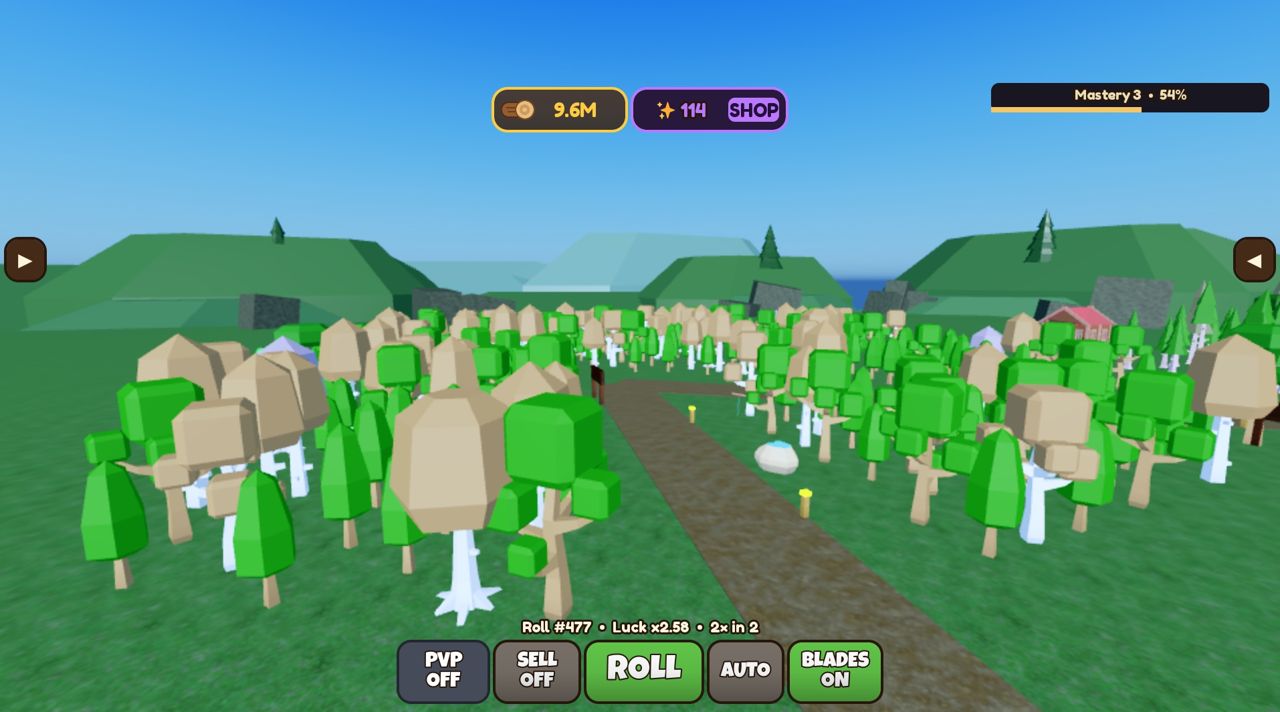 9.6M
114 SHOP
Mastery 3 • 54%
Roll #477 • Luck x2.58 • 2x in 2
PVP
OFF
SELL
OFF
ROLL
AUTO
BLADES
ON